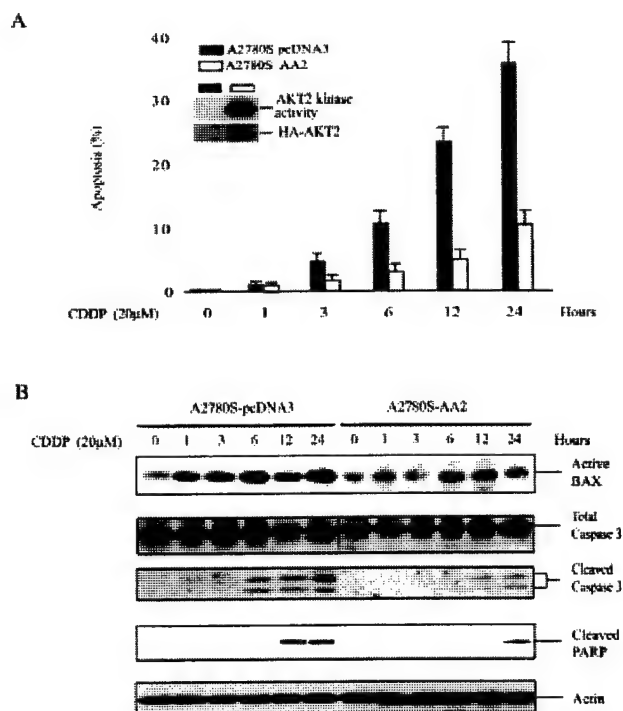 A
40
30
20
10
0
Apoptosis (%)
A2780S pcDNA3
A2780S AA2
AKT2 kinase
activity
HA-AKT2
CDDP (20μM) 0 1 3 6 12 24 Hours
B
A2780S-pcDNA3 A2780S-AA2
CDDP (20μM) 0 1 3 6 12 24 0 1 3 6 12 24 Hours
Active
BAX
Total
Caspase 3
Cleaved
Caspase 3
Cleaved
PARP
Actin